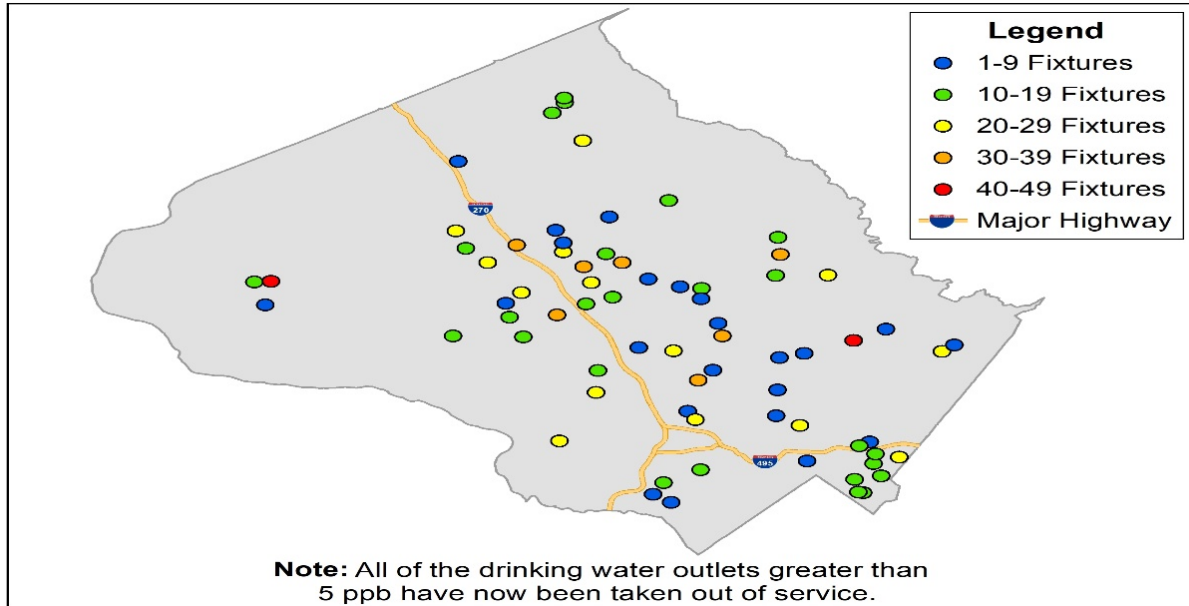 Legend
1-9 Fixtures
10-19 Fixtures
20-29 Fixtures
30-39 Fixtures
40-49 Fixtures
Major Highway
270
495
Note: All of the drinking water outlets greater than
5 ppb have now been taken out of service.